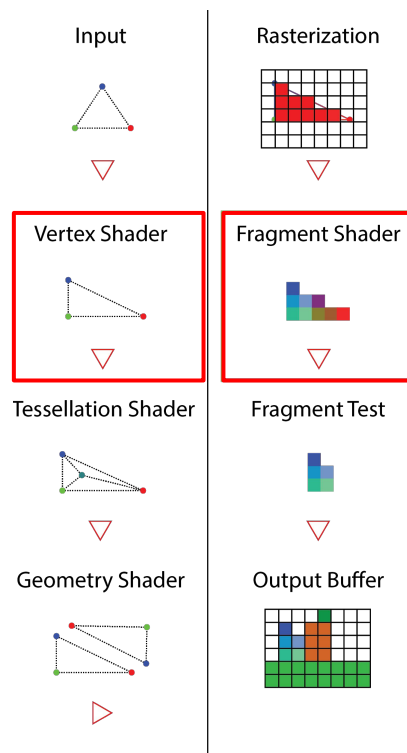 Input
Vertex Shader
Tessellation Shader
Geometry Shader
Rasterization
Fragment Shader
Fragment Test
Output Buffer